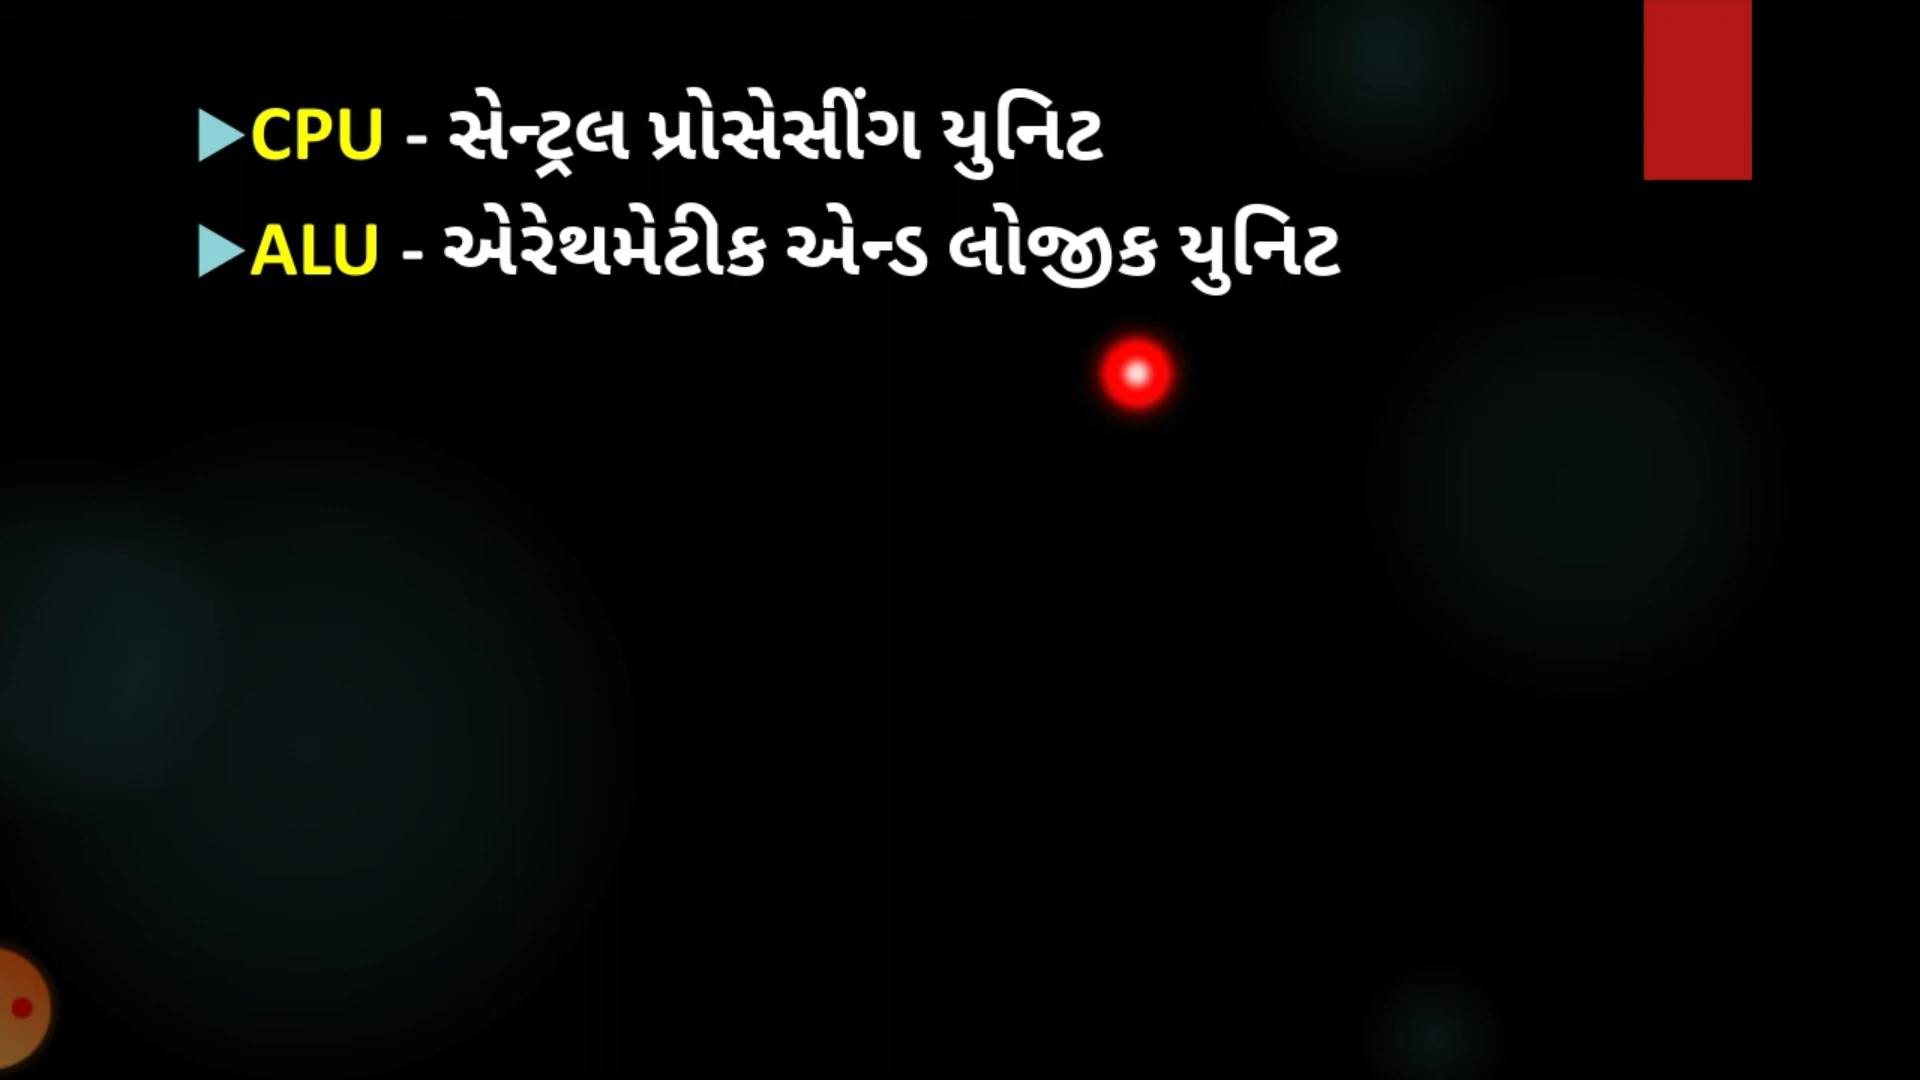 CPU - સેન્ટ્રલ પ્રોસેસીંગ યુનિટ
ALU - એરેથમેટીક એન્ડ લોજીક યુનિટ